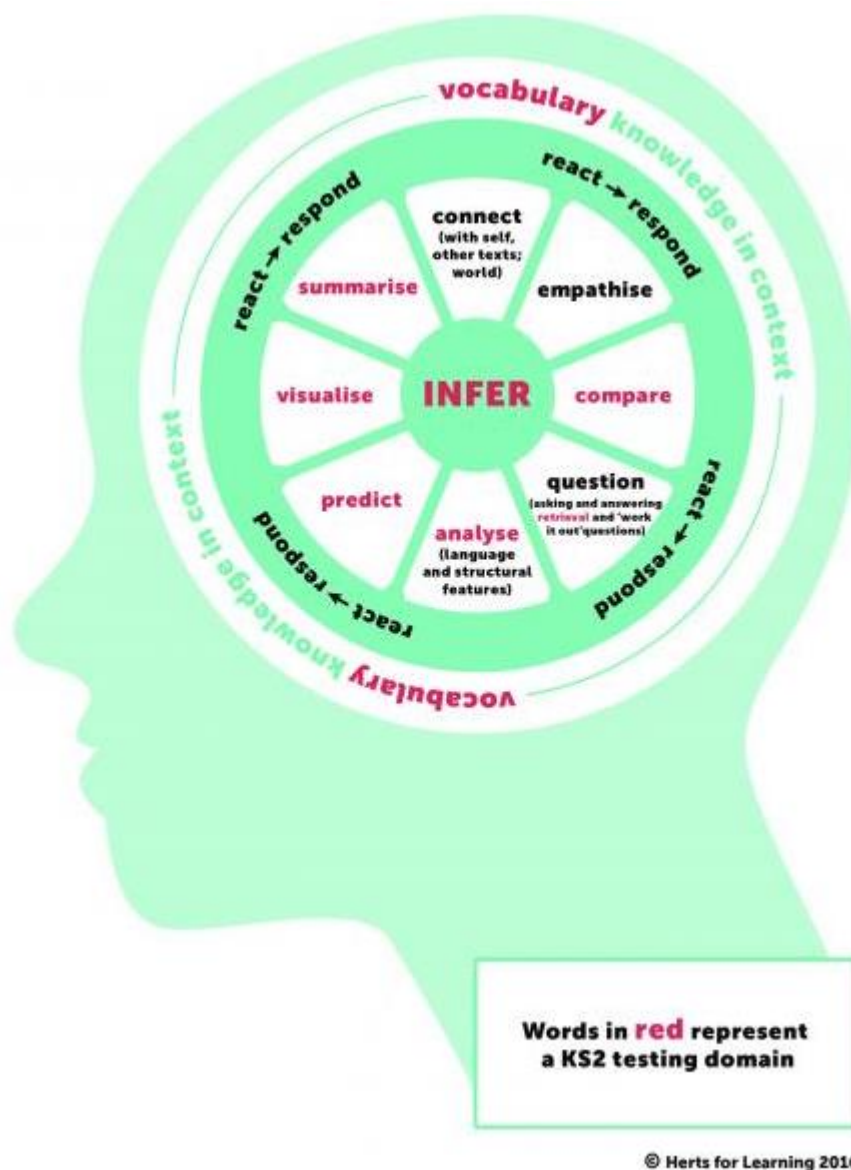 vocabulary knowledge in context
react → respond
react → respond
connect
(with self,
other texts;
world)
summarise
empathise
visualise
INFER
compare
predict
question
(asking and answering
retrieval and 'work
it out'questions)
analyse
(language
and structural
features)
react → respond
react → respond
vocabulary knowledge in context
Words in red represent
a KS2 testing domain
© Herts for Learning 2016